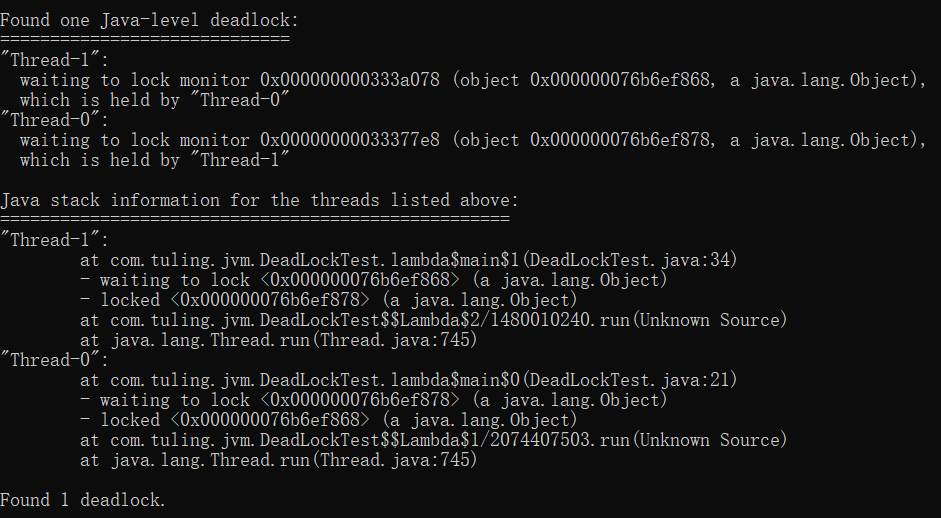 Found one Java-level deadlock:
=============================
"Thread-1":
  waiting to lock monitor 0x000000000333a078 (object 0x000000076b6ef868, a java.lang.Object),
  which is held by "Thread-0"
"Thread-0":
  waiting to lock monitor 0x00000000033377e8 (object 0x000000076b6ef878, a java.lang.Object),
  which is held by "Thread-1"

Java stack information for the threads listed above:
===================================================
"Thread-1":
        at com.tuling.jvm.DeadLockTest.lambda$main$1(DeadLockTest.java:34)
        - waiting to lock <0x000000076b6ef868> (a java.lang.Object)
        - locked <0x000000076b6ef878> (a java.lang.Object)
        at com.tuling.jvm.DeadLockTest$$Lambda$2/1480010240.run(Unknown Source)
        at java.lang.Thread.run(Thread.java:745)
"Thread-0":
        at com.tuling.jvm.DeadLockTest.lambda$main$0(DeadLockTest.java:21)
        - waiting to lock <0x000000076b6ef878> (a java.lang.Object)
        - locked <0x000000076b6ef868> (a java.lang.Object)
        at com.tuling.jvm.DeadLockTest$$Lambda$1/2074407503.run(Unknown Source)
        at java.lang.Thread.run(Thread.java:745)

Found 1 deadlock.